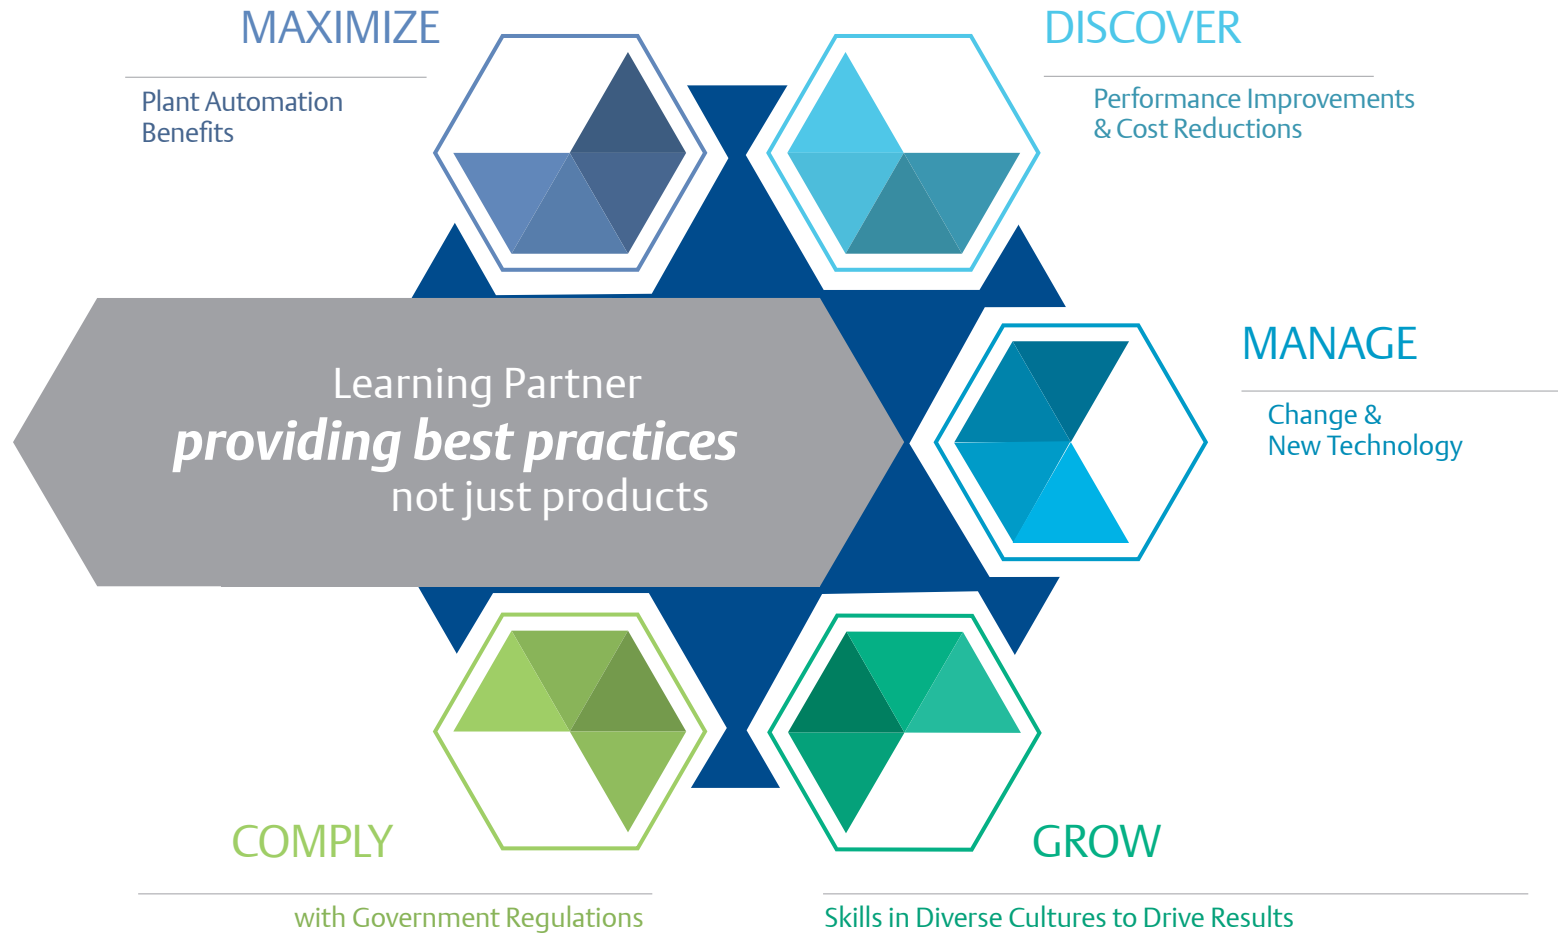 MAXIMIZE
Plant Automation
Benefits
DISCOVER
Performance Improvements
& Cost Reductions
Learning Partner
providing best practices
not just products
MANAGE
Change &
New Technology
COMPLY
with Government Regulations
GROW
Skills in Diverse Cultures to Drive Results